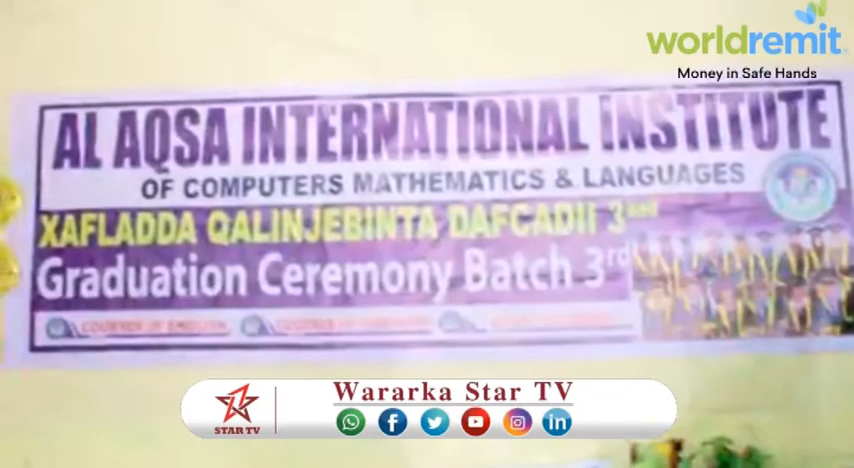 worldremit
Money in Safe Hands
AL AQSA INTERNATIONAL INSTITUTE
OF COMPUTERS MATHEMATICS & LANGUAGES
XAFLADDA QALINJEBINTA DAFCADII 3aad
Graduation Ceremony Batch 3rd
COURSE OF ENGLISH
Wararka Star TV
STAR TV